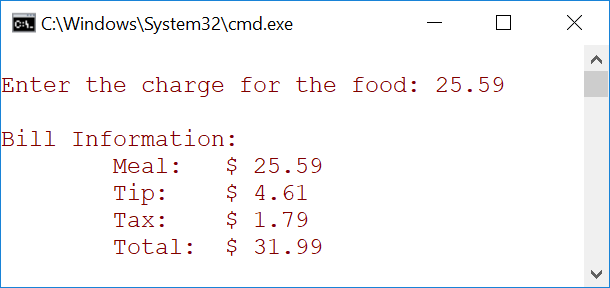 C:\Windows\System32\cmd.exe
Enter the charge for the food: 25.59
Bill Information:
Meal: $ 25.59
Tip: $ 4.61
Tax: $ 1.79
Total: $ 31.99